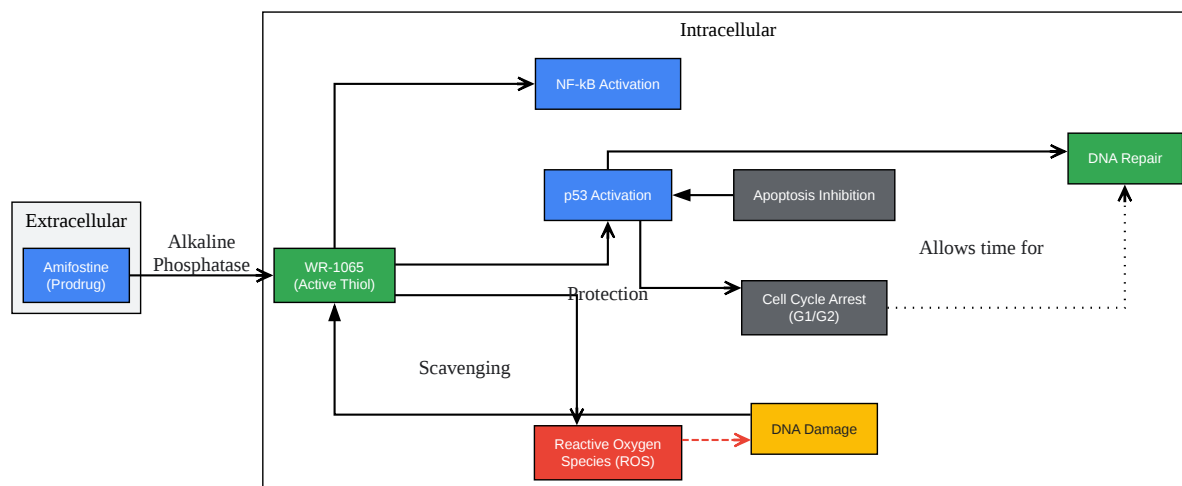 Intracellular
NF-kB Activation
DNA Repair
p53 Activation
Apoptosis Inhibition
Extracellular
Amifostine
(Prodrug)
Alkaline
Phosphatase
WR-1065
(Active Thiol)
Allows time for
Protection
Cell Cycle Arrest
(G1/G2)
Scavenging
Reactive Oxygen
Species (ROS)
DNA Damage